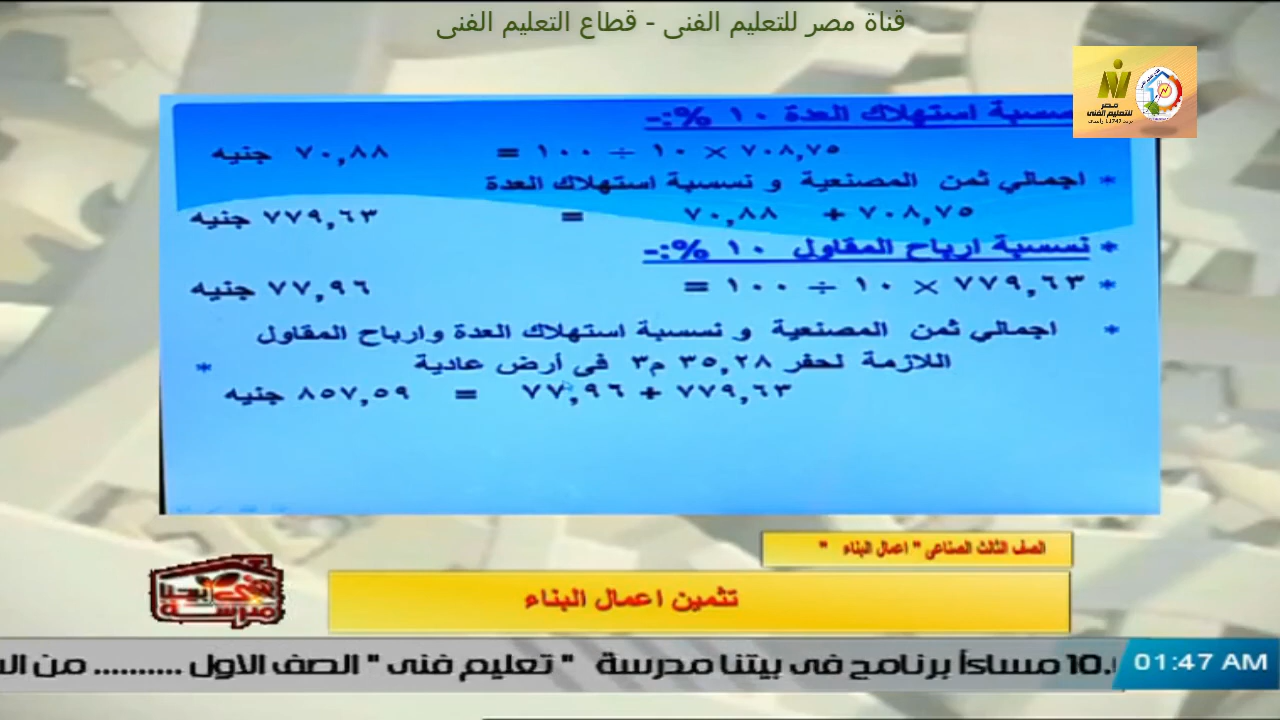 قناة مصر للتعليم الفنى - قطاع التعليم الفنى
مصر
للتعليم الفنى
نسسبة استهلاك العدة ١٠ %:-
٧٠٨,٧٥ × ١٠ ÷ ١٠٠ = ٧٠,٨٨ جنيه
* اجمالي ثمن المصنعية و نسسبة استهلاك العدة
٧٠٨,٧٥ + ٧٠,٨٨ = ٧٧٩,٦٣ جنيه
* نسسبة ارباح المقاول ١٠ %:-
* ٧٧٩,٦٣ × ١٠ ÷ ١٠٠ = ٧٧,٩٦ جنيه
* اجمالي ثمن المصنعية و نسسبة استهلاك العدة وارباح المقاول
اللازمة لحفر ٣٥,٢٨ م٣ فى أرض عادية *
٧٧٩,٦٣ + ٧٧,٩٦ = ٨٥٧,٥٩ جنيه
الصف الثالث الصناعى " اعمال البناء "
تثمين اعمال البناء
فى بيتنا
مدرسة
01:47 AM
مساءاً برنامج فى بيتنا مدرسة " تعليم فنى " الصف الاول .......... من